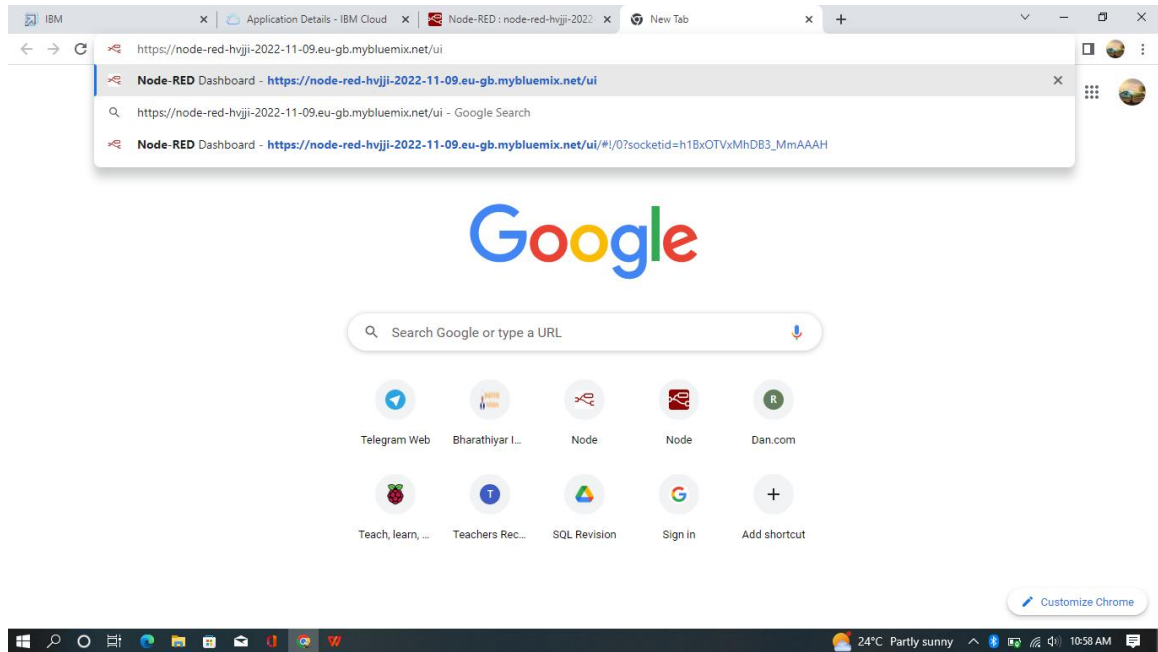 IBM
Application Details - IBM Cloud
Node-RED : node-red-hvjji-2022
New Tab
https://node-red-hvjji-2022-11-09.eu-gb.mybluemix.net/ui
Node-RED Dashboard - https://node-red-hvjji-2022-11-09.eu-gb.mybluemix.net/ui
https://node-red-hvjji-2022-11-09.eu-gb.mybluemix.net/ui - Google Search
Node-RED Dashboard - https://node-red-hvjji-2022-11-09.eu-gb.mybluemix.net/ui/#!/0?socketid=h1BxOTVxMhDB3_MmAAAH
Google
Search Google or type a URL
R
Telegram Web
Bharathiyar I...
Node
Node
Dan.com
T
G
Teach, learn, ...
Teachers Rec...
SQL Revision
Sign in
Add shortcut
Customize Chrome
24°C Partly sunny
10:58 AM